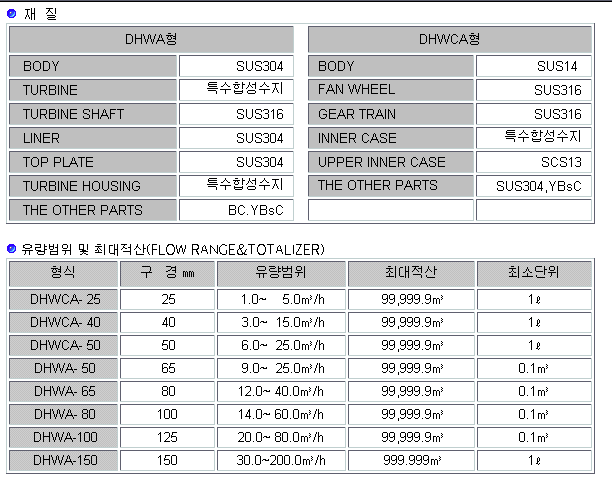 재 질
DHWA형 DHWCA형
BODY SUS304 BODY SUS14
TURBINE 특수합성수지 FAN WHEEL SUS316
TURBINE SHAFT SUS316 GEAR TRAIN SUS316
LINER SUS304 INNER CASE 특수합성수지
TOP PLATE SUS304 UPPER INNER CASE SCS13
TURBINE HOUSING 특수합성수지 THE OTHER PARTS SUS304,YBsC
THE OTHER PARTS BC.YBsC
유량범위 및 최대적산(FLOW RANGE&TOTALIZER)
형식 구 경 ㎜ 유량범위 최대적산 최소단위
DHWCA- 25 25 1.0~ 5.0㎥/h 99,999.9㎥ 1ℓ
DHWCA- 40 40 3.0~ 15.0㎥/h 99,999.9㎥ 1ℓ
DHWCA- 50 50 6.0~ 25.0㎥/h 99,999.9㎥ 1ℓ
DHWA- 50 65 9.0~ 25.0㎥/h 99,999.9㎥ 0.1㎥
DHWA- 65 80 12.0~ 40.0㎥/h 99,999.9㎥ 0.1㎥
DHWA- 80 100 14.0~ 60.0㎥/h 99,999.9㎥ 0.1㎥
DHWA-100 125 20.0~ 80.0㎥/h 99,999.9㎥ 0.1㎥
DHWA-150 150 30.0~200.0㎥/h 999.999㎥ 1ℓ